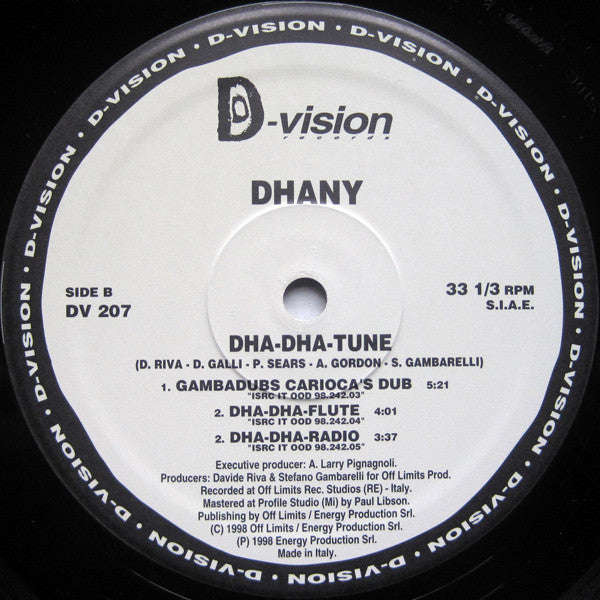 D-VISION · D-VISION · D-VISION · D-VISION · D-VISION · D-VISION · D-VISION · D-VISION · D-VISION · D-VISION · D-VISION
D-vision
records
DHANY
SIDE B
DV 207
33 1/3 RPM
S.I.A.E.
DHA-DHA-TUNE
(D. RIVA - D. GALLI - P. SEARS - A. GORDON - S. GAMBARELLI)
1. GAMBADUBS CARIOCA'S DUB 5:21
"ISRC IT OOD 98.242.03"
2. DHA-DHA-FLUTE 4:01
"ISRC IT OOD 98.242.04"
2. DHA-DHA-RADIO 3:37
"ISRC IT OOD 98.242.05"
Executive producer: A. Larry Pignagnoli.
Producers: Davide Riva & Stefano Gambarelli for Off Limits Prod.
Recorded at Off Limits Rec. Studios (RE) - Italy.
Mastered at Profile Studio (Mi) by Paul Libson.
Publishing by Off Limits / Energy Production Srl.
(C) 1998 Off Limits / Energy Production Srl.
(P) 1998 Energy Production Srl.
Made in Italy.